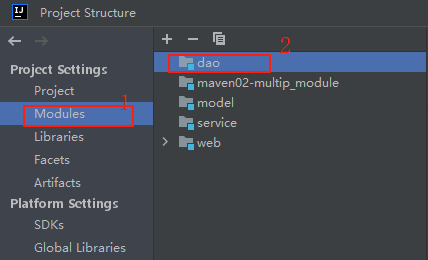 IJ Project Structure
Project Settings
Project
Modules 1
Libraries
Facets
Artifacts
Platform Settings
SDKs
Global Libraries
2
dao
maven02-multip_module
model
service
web